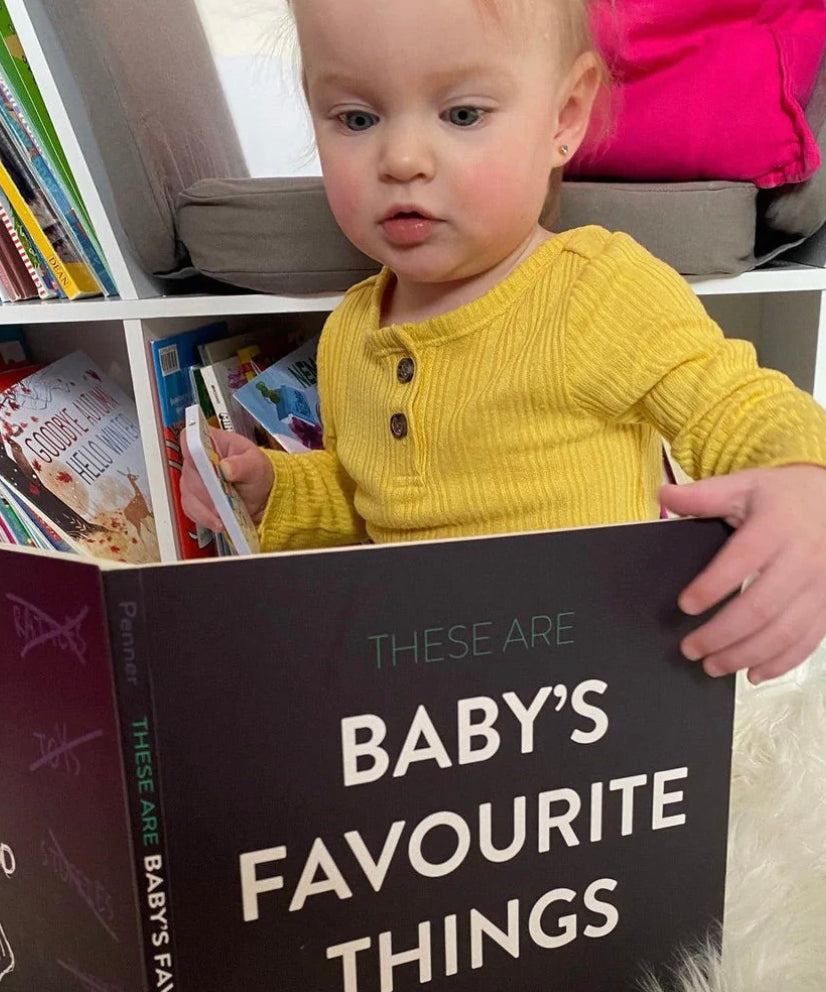 DEAN
GOODBYE AUTUMN
HELLO WINTER
Penner
THESE ARE BABY'S
THESE ARE
BABY'S
FAVOURITE
THINGS